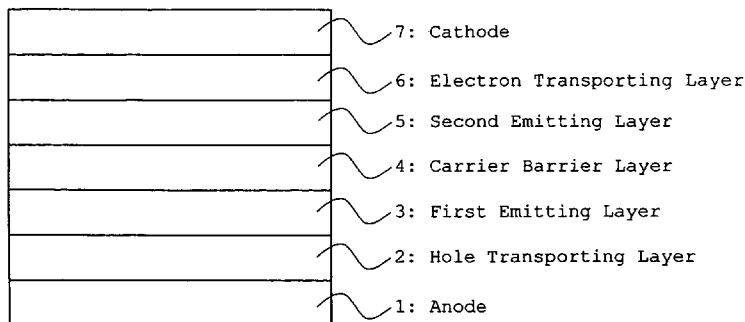 7: Cathode
6: Electron Transporting Layer
5: Second Emitting Layer
4: Carrier Barrier Layer
3: First Emitting Layer
2: Hole Transporting Layer
1: Anode